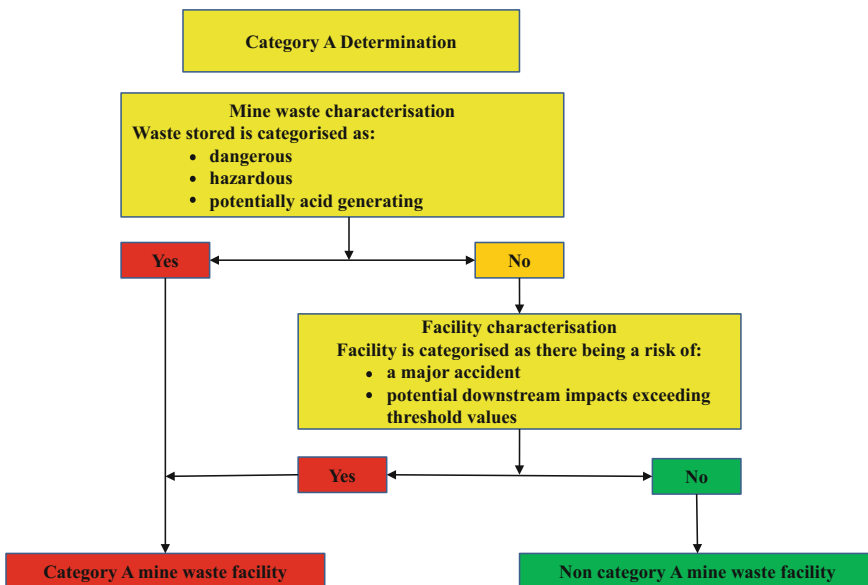 Category A Determination
Mine waste characterisation
Waste stored is categorised as:
• dangerous
• hazardous
• potentially acid generating
Yes
No
Facility characterisation
Facility is categorised as there being a risk of:
• a major accident
• potential downstream impacts exceeding
threshold values
Yes
No
Category A mine waste facility
Non category A mine waste facility